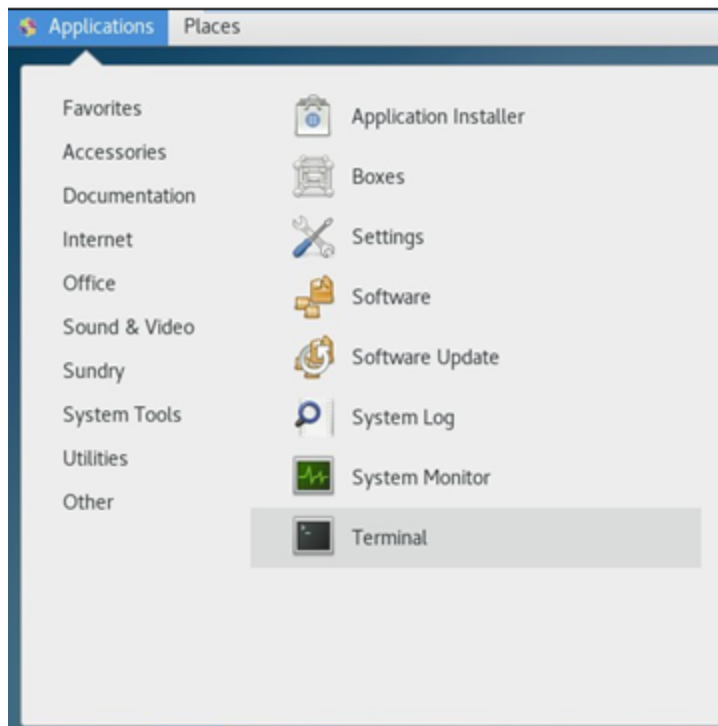 Applications
Places
Favorites
Accessories
Documentation
Internet
Office
Sound & Video
Sundry
System Tools
Utilities
Other
Application Installer
Boxes
Settings
Software
Software Update
System Log
System Monitor
Terminal